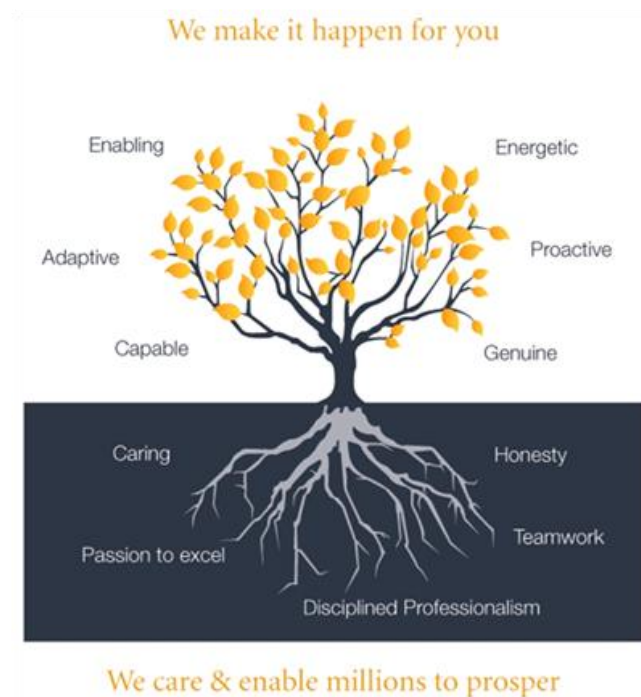 We make it happen for you
Enabling
Energetic
Adaptive
Proactive
Capable
Genuine
Caring
Honesty
Teamwork
Passion to excel
Disciplined Professionalism
We care & enable millions to prosper